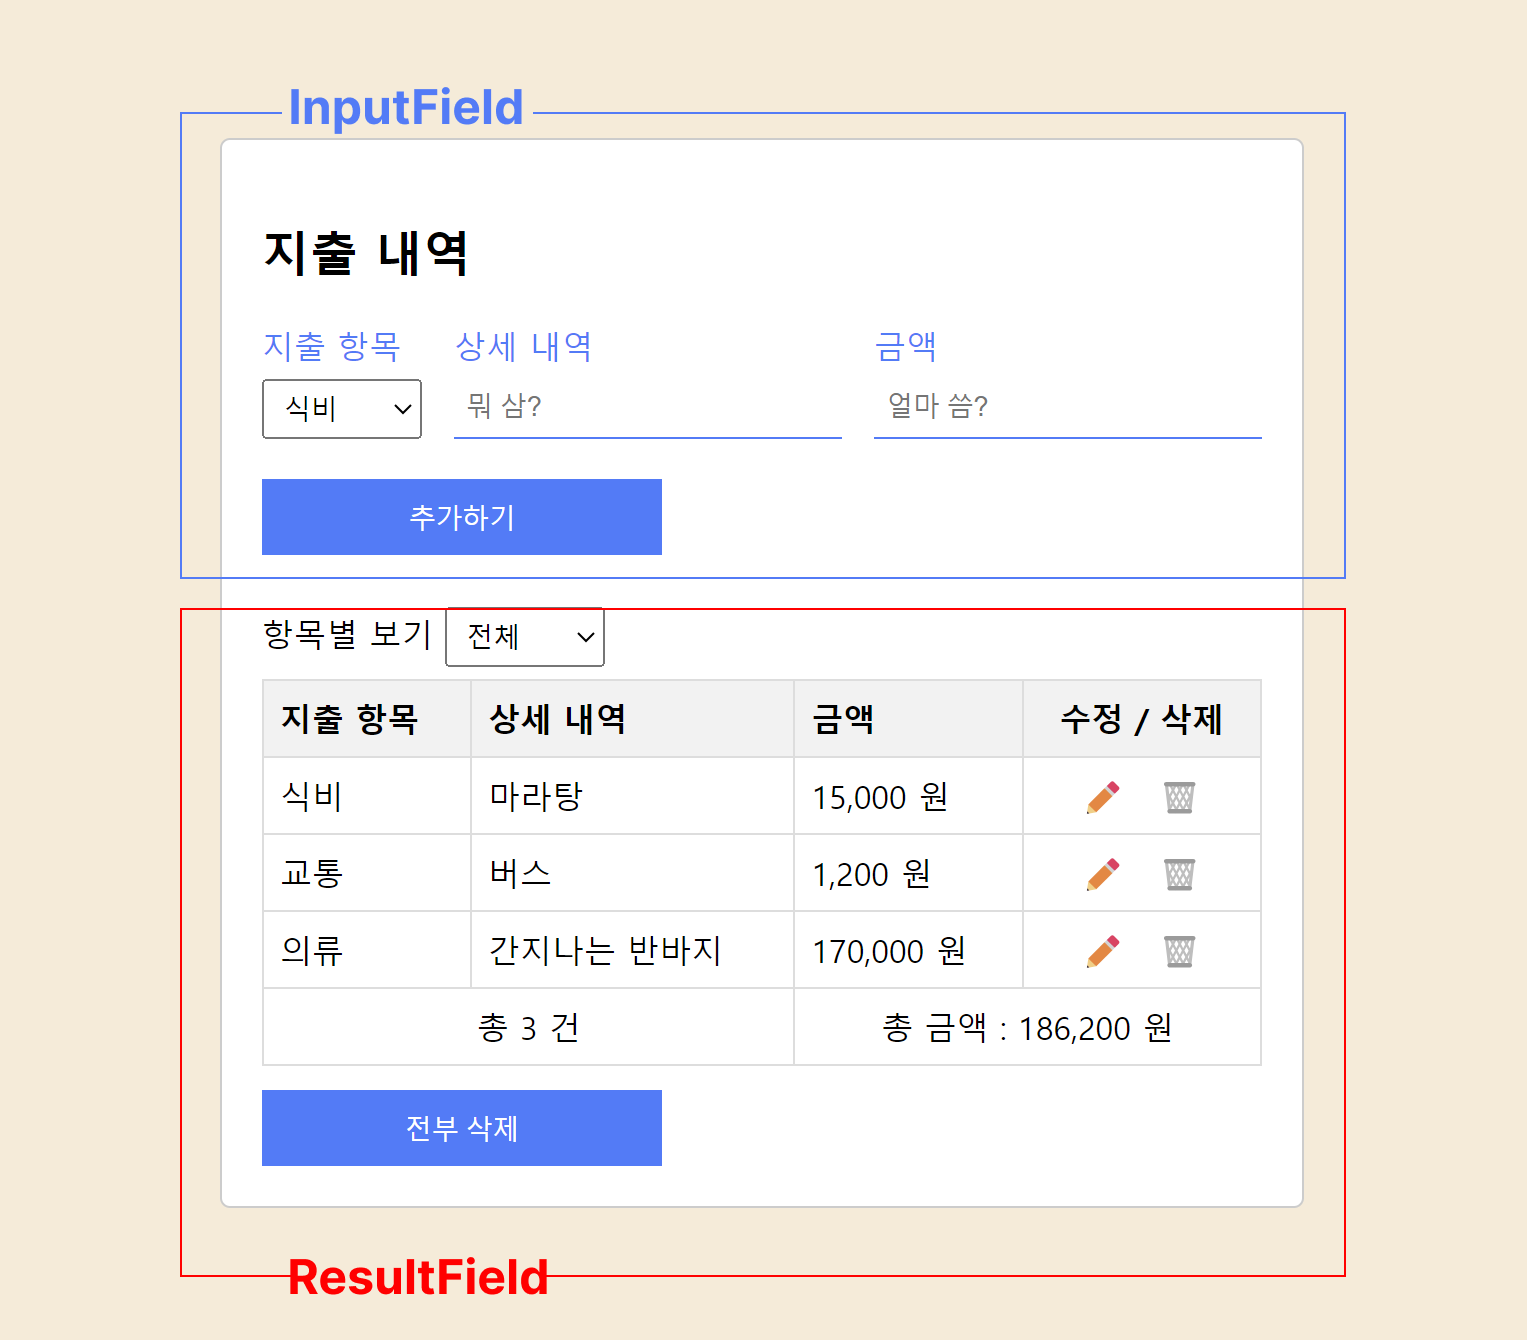 InputField
지출 내역
지출 항목 상세 내역 금액
식비 뭐 삼? 얼마 씀?
추가하기
항목별 보기 전체
지출 항목 상세 내역 금액 수정 / 삭제
식비 마라탕 15,000 원
교통 버스 1,200 원
의류 간지나는 반바지 170,000 원
총 3 건 총 금액 : 186,200 원
전부 삭제
ResultField